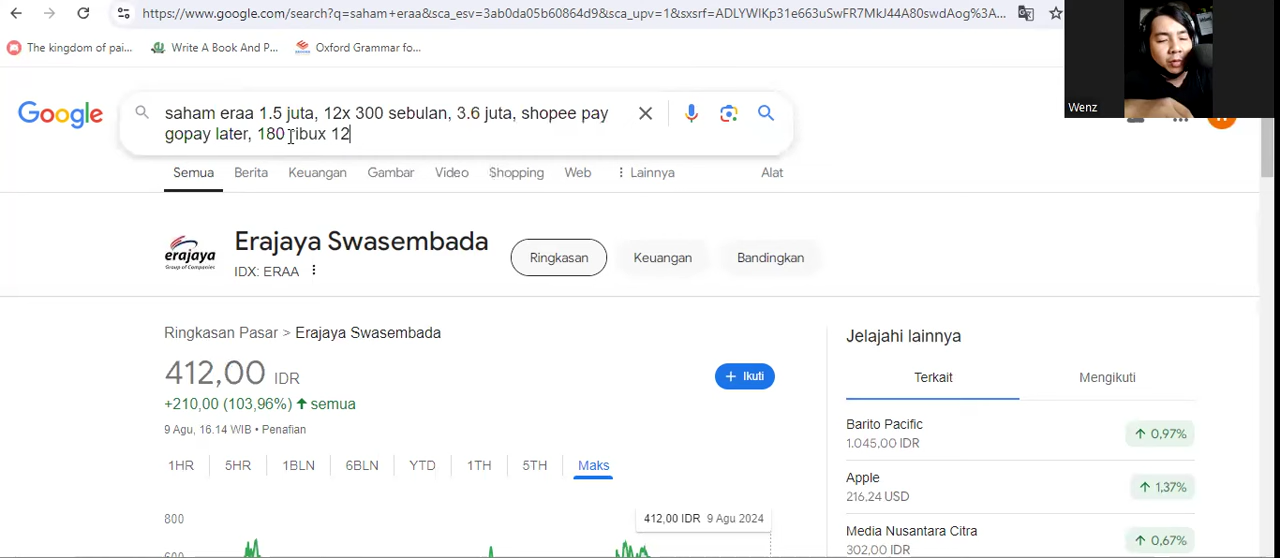 https://www.google.com/search?q=saham+eraa&sca_esv=3ab0da05b60864d9&sca_upv=1&sxsrf=ADLYWIKp31e663uSwFR7MkJ44A80swdAog%3A...
The kingdom of pai...
Write A Book And P...
Oxford Grammar fo...
Wenz
Google
saham eraa 1.5 juta, 12x 300 sebulan, 3.6 juta, shopee pay
gopay later, 180 ribux 12
Semua Berita Keuangan Gambar Video Shopping Web Lainnya Alat
erajaya
Group of Companies
Erajaya Swasembada
IDX: ERAA
Ringkasan Keuangan Bandingkan
Ringkasan Pasar > Erajaya Swasembada
412,00 IDR
+ Ikuti
+210,00 (103,96%) ↑ semua
9 Agu, 16.14 WIB • Penafian
1HR 5HR 1BLN 6BLN YTD 1TH 5TH Maks
412,00 IDR 9 Agu 2024
800
600
Jelajahi lainnya
Terkait Mengikuti
Barito Pacific
1.045,00 IDR
↑ 0,97%
Apple
216,24 USD
↑ 1,37%
Media Nusantara Citra
302,00 IDR
↑ 0,67%